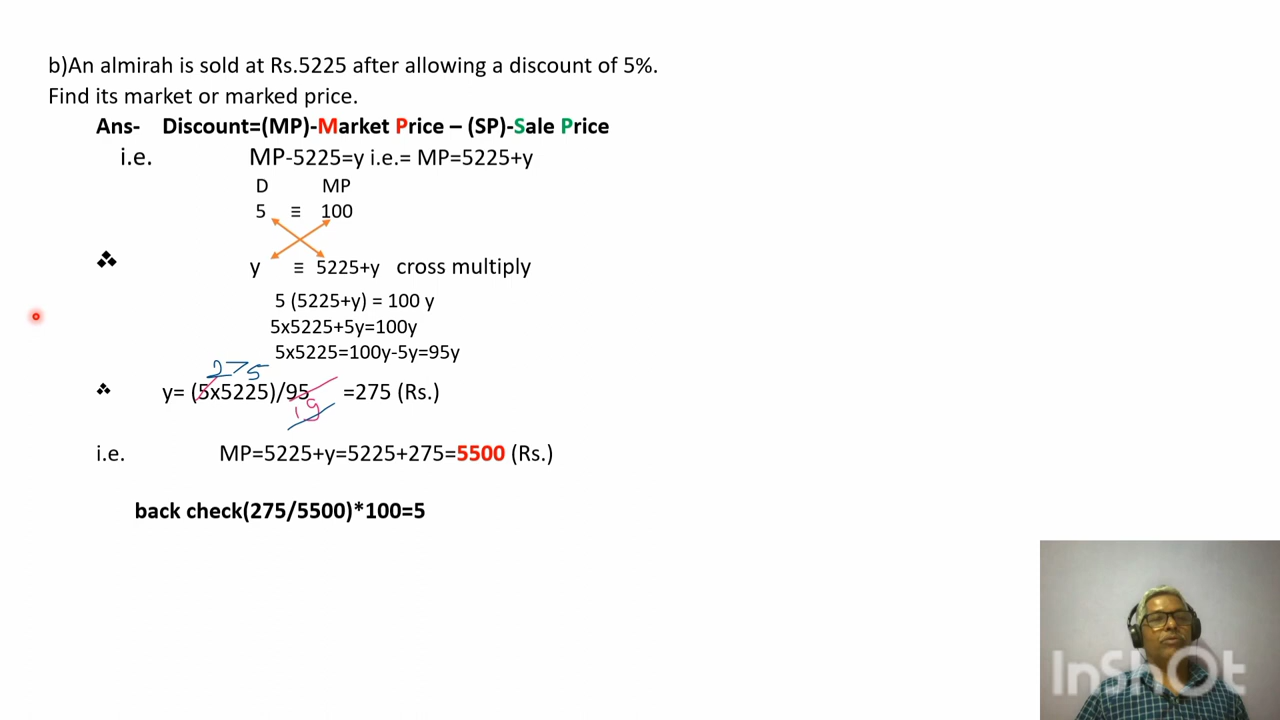 b)An almirah is sold at Rs.5225 after allowing a discount of 5%.
Find its market or marked price.
Ans- Discount=(MP)-Market Price – (SP)-Sale Price
i.e. MP-5225=y i.e.= MP=5225+y
D MP
5 ≡ 100
y ≡ 5225+y cross multiply
5 (5225+y) = 100 y
5x5225+5y=100y
5x5225=100y-5y=95y
275
y= (5x5225)/95 =275 (Rs.)
19
i.e. MP=5225+y=5225+275=5500 (Rs.)
back check(275/5500)*100=5
InShOt